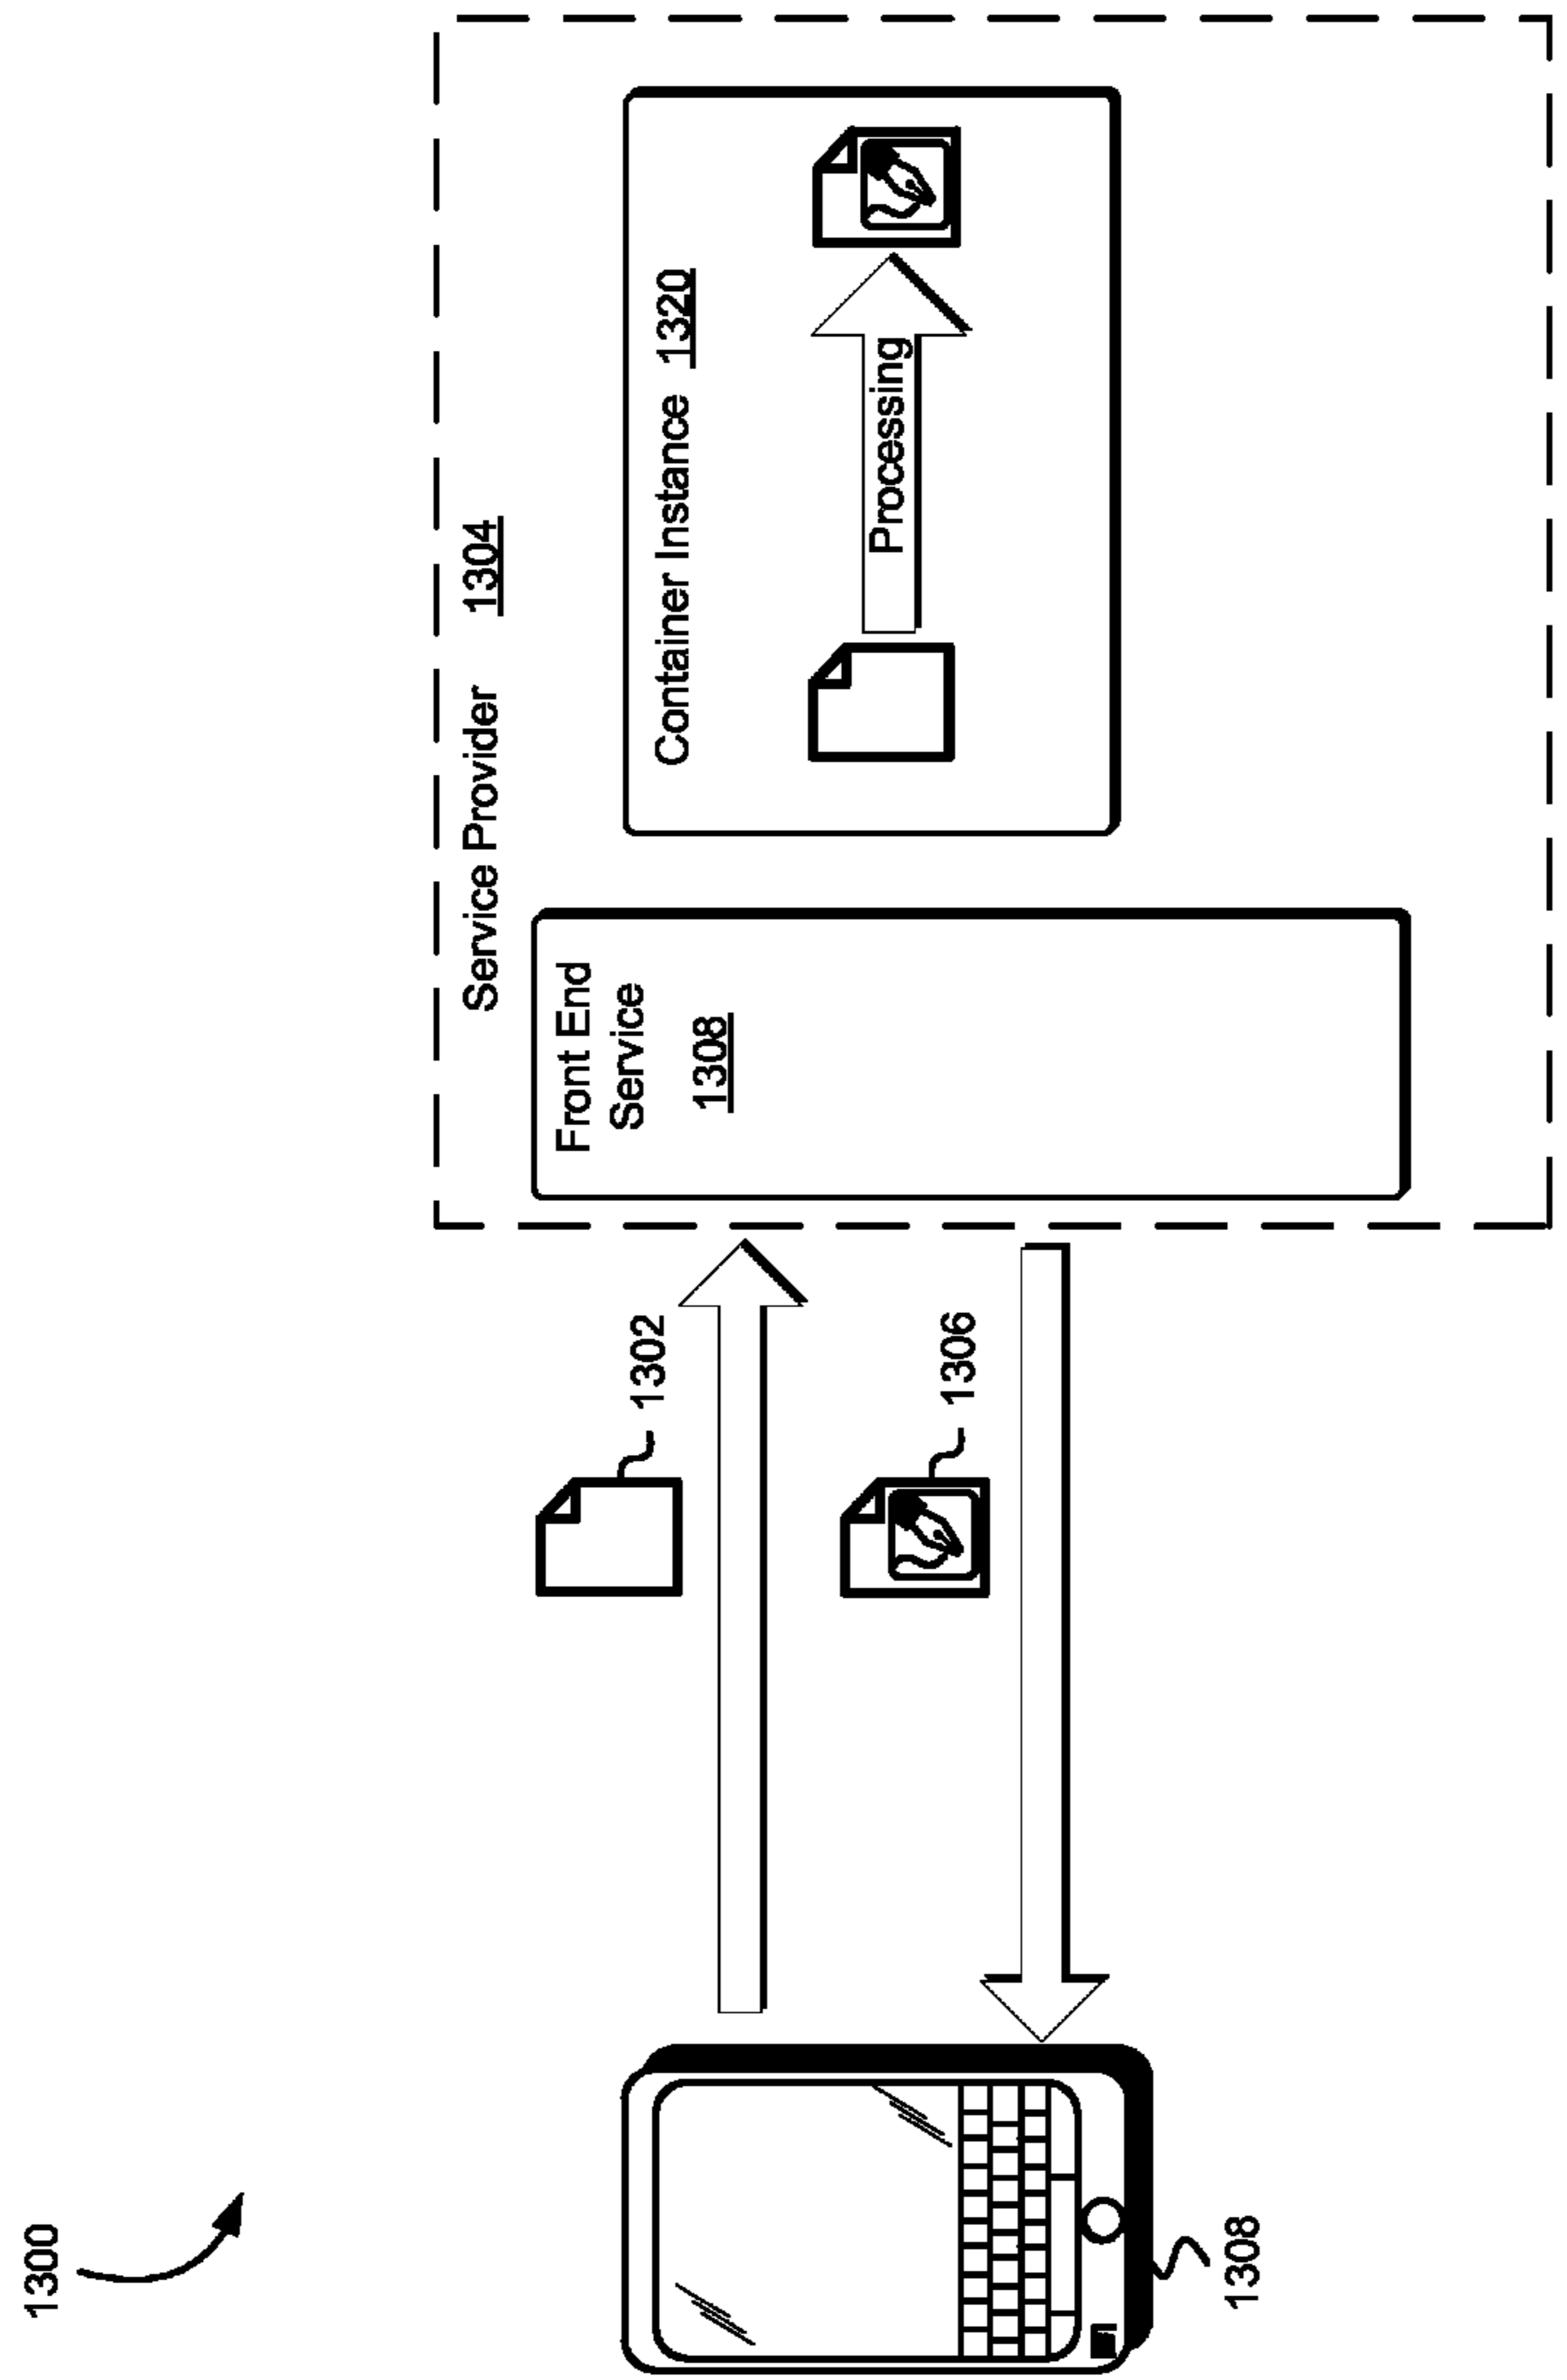 1300
Service Provider 1304
Front End
Service
1308
Container Instance 1320
Processing
1302
1306
1308